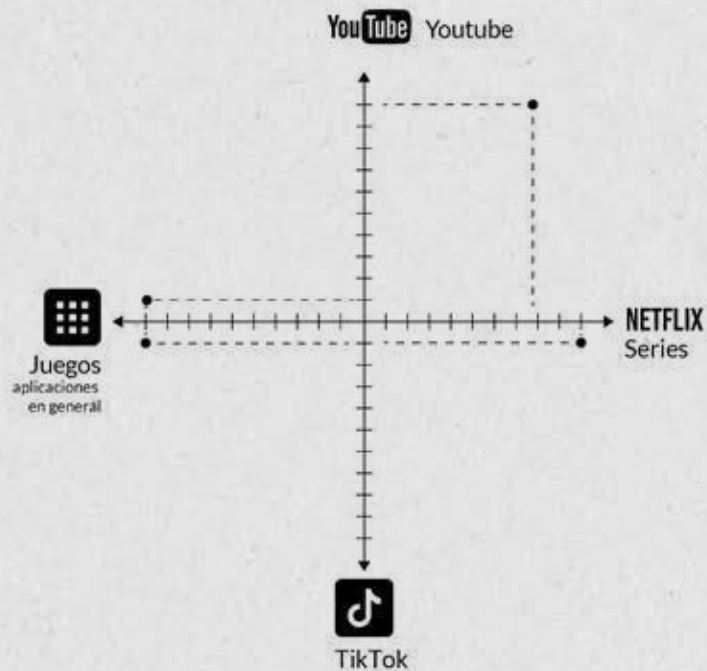 YouTube Youtube
NETFLIX
Series
Juegos
aplicaciones
en general
TikTok